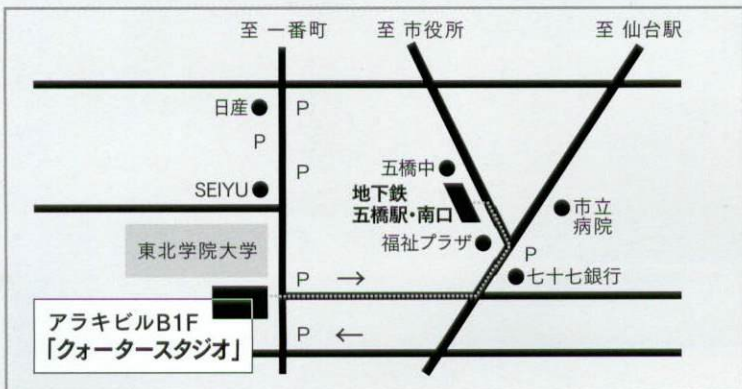 至 一番町
至 市役所
至 仙台駅
日産
P
P
P
SEIYU
五橋中
地下鉄
五橋駅・南口
市立
病院
福祉プラザ
東北学院大学
P
P →
七十七銀行
アラキビルB1F
「クォータースタジオ」
P ←